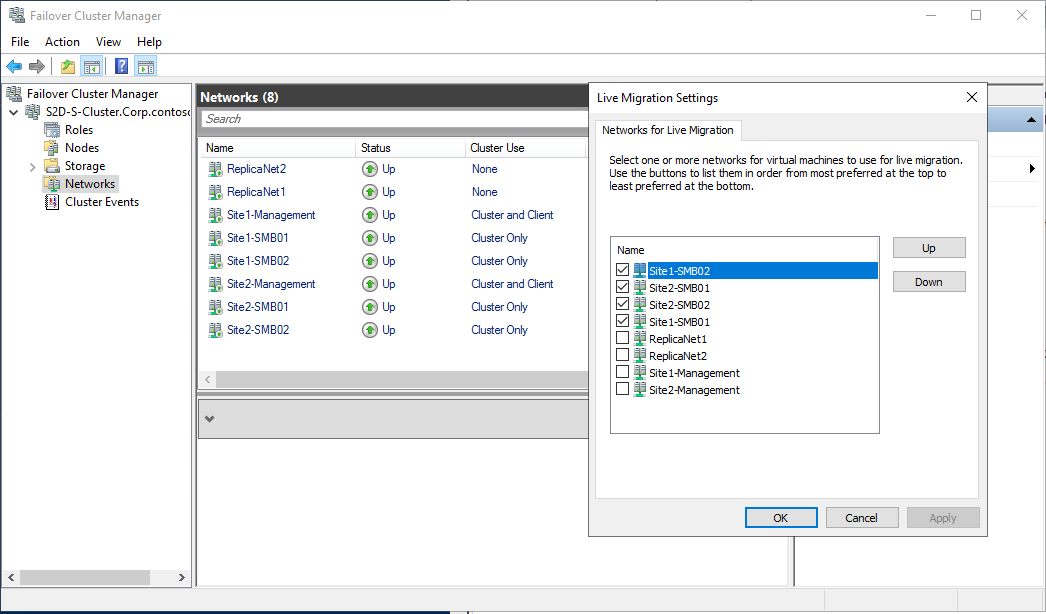 Failover Cluster Manager
File Action View Help
Failover Cluster Manager
S2D-S-Cluster.Corp.contoso
Roles
Nodes
Storage
Networks
Cluster Events
Networks (8)
Search
Name Status Cluster Use
ReplicaNet2 Up None
ReplicaNet1 Up None
Site1-Management Up Cluster and Client
Site1-SMB01 Up Cluster Only
Site1-SMB02 Up Cluster Only
Site2-Management Up Cluster and Client
Site2-SMB01 Up Cluster Only
Site2-SMB02 Up Cluster Only
Live Migration Settings
Networks for Live Migration
Select one or more networks for virtual machines to use for live migration.
Use the buttons to list them in order from most preferred at the top to
least preferred at the bottom.
Name
Site1-SMB02
Site2-SMB01
Site2-SMB02
Site1-SMB01
ReplicaNet1
ReplicaNet2
Site1-Management
Site2-Management
Up
Down
OK Cancel Apply